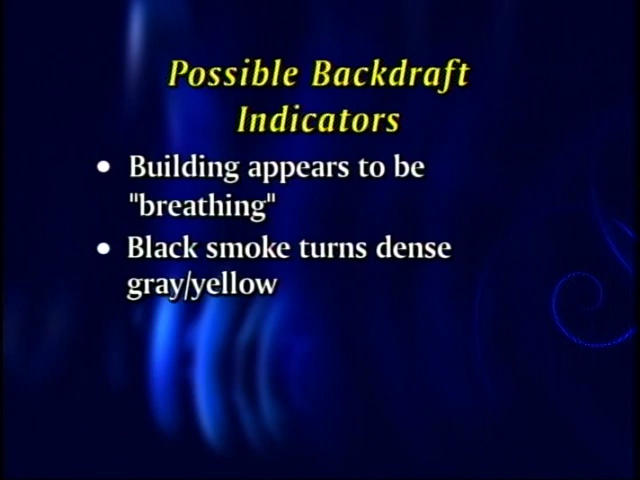 Possible Backdraft
Indicators
• Building appears to be
"breathing"
• Black smoke turns dense
gray/yellow